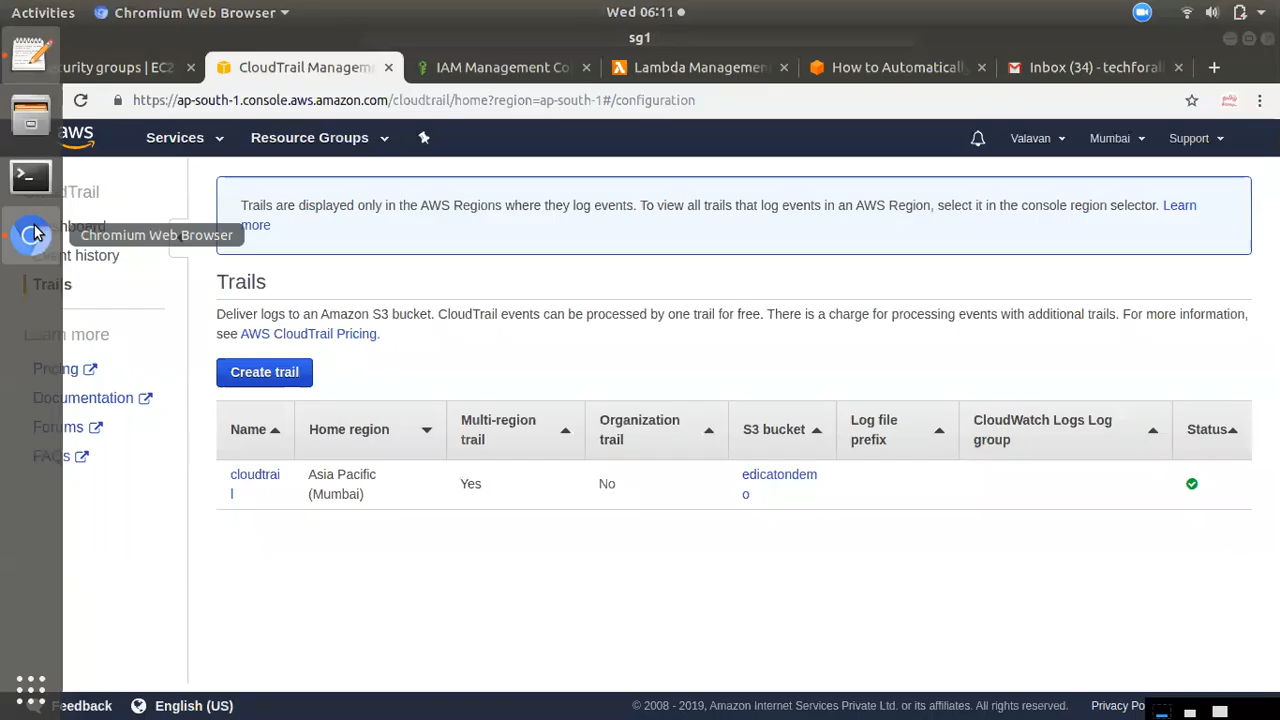 Activities Chromium Web Browser Wed 06:11
sg1
curity groups | EC2 CloudTrail Managem IAM Management Co Lambda Managemen How to Automatically Inbox (34) - techforall
https://ap-south-1.console.aws.amazon.com/cloudtrail/home?region=ap-south-1#/configuration
aws Services Resource Groups Valavan Mumbai Support
CloudTrail
Dashboard
Chromium Web Browser
Event history
Trails
Learn more
Pricing
Documentation
Forums
FAQs
Trails are displayed only in the AWS Regions where they log events. To view all trails that log events in an AWS Region, select it in the console region selector. Learn
more
Trails
Deliver logs to an Amazon S3 bucket. CloudTrail events can be processed by one trail for free. There is a charge for processing events with additional trails. For more information,
see AWS CloudTrail Pricing.
Create trail
Name Home region Multi-region trail Organization trail S3 bucket Log file prefix CloudWatch Logs Log group Status
cloudtrai Asia Pacific Yes No edicatondem
l (Mumbai) o
Feedback English (US) © 2008 - 2019, Amazon Internet Services Private Ltd. or its affiliates. All rights reserved. Privacy Po